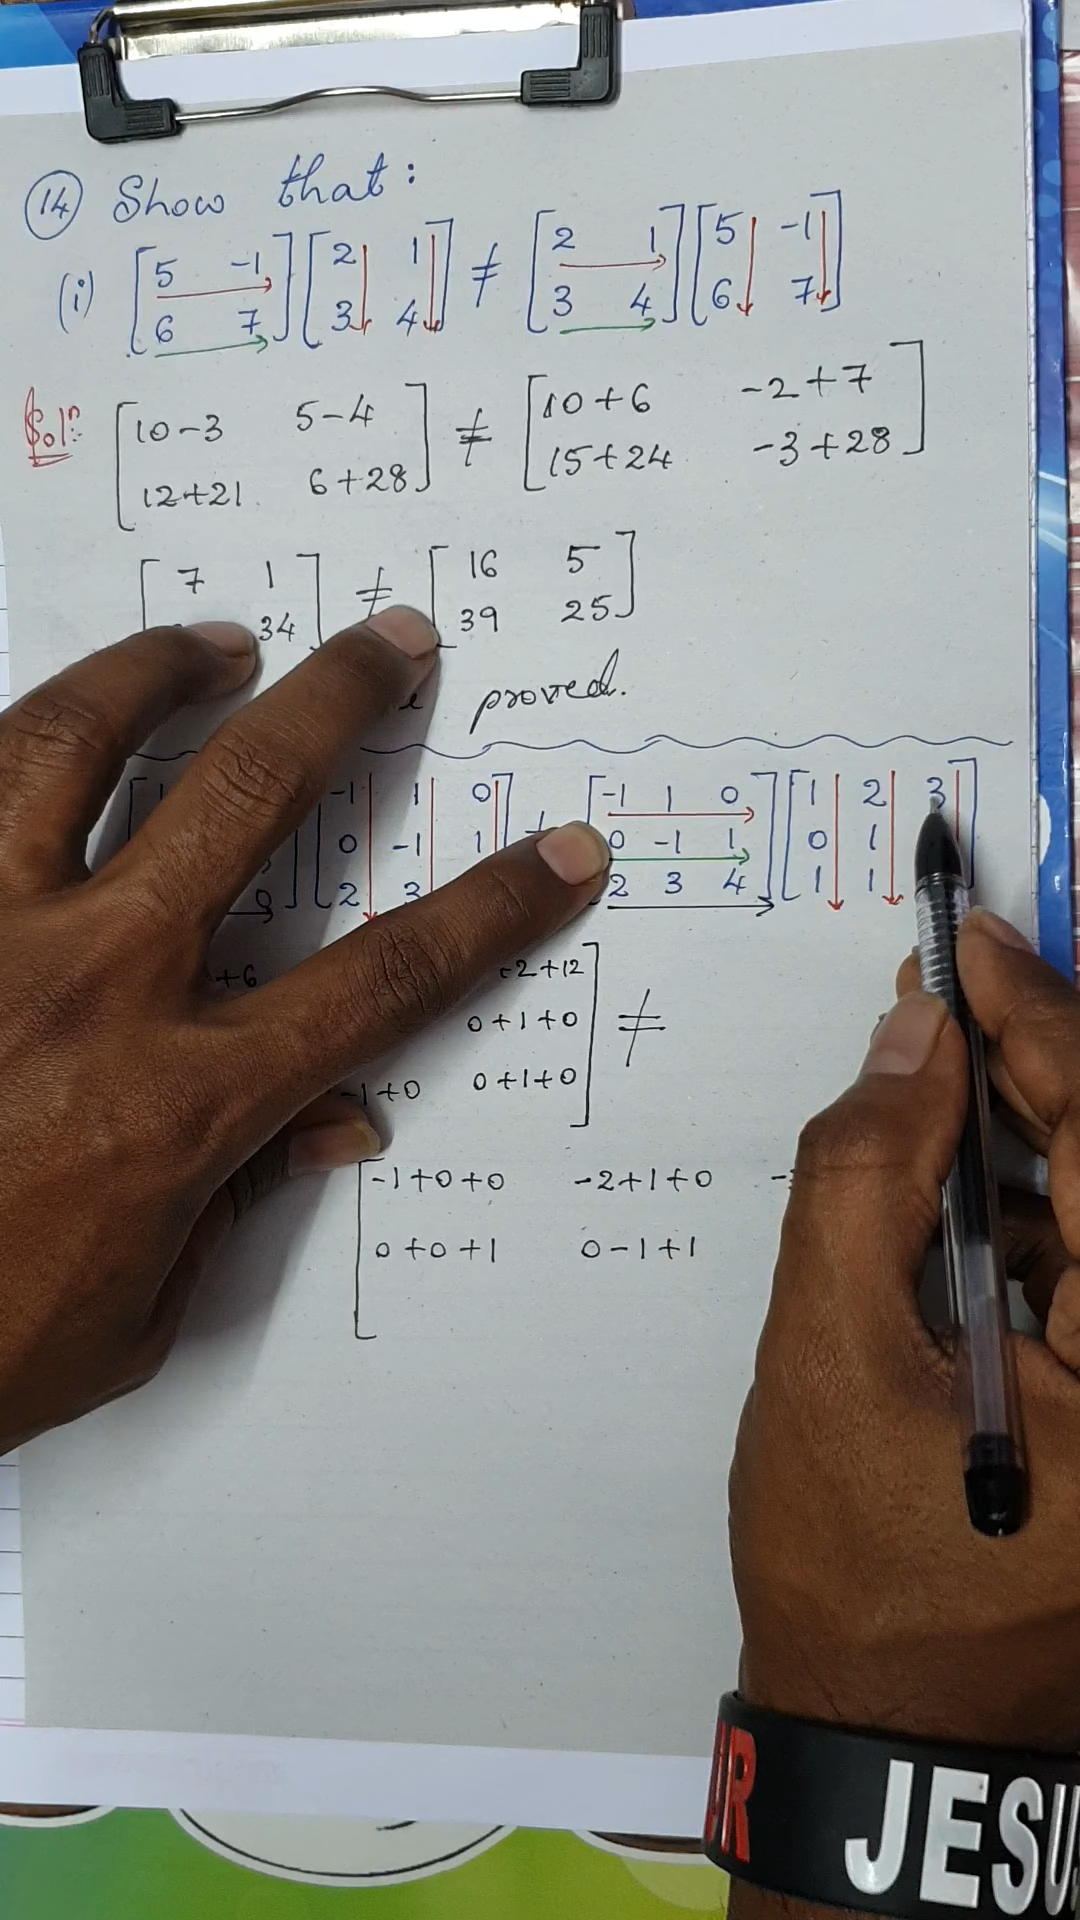 14 Show that:
(i) [5 -1 6 7] [2 1 3 4] ≠ [2 1 3 4] [5 -1 6 7]
Soln: [10-3 5-4 12+21 6+28] ≠ [10+6 -2+7 15+24 -3+28]
[7 1 34] ≠ [16 5 39 25]
proved.
-1 1 0] [-1 1 0] [1 2 3]
0 -1 1 0 -1 1 0 1
2 3 2 3 4 1 1
+6 -2+12] ≠
0+1+0
-1+0 0+1+0
[-1+0+0 -2+1+0
0+0+1 0-1+1
UR JESUS